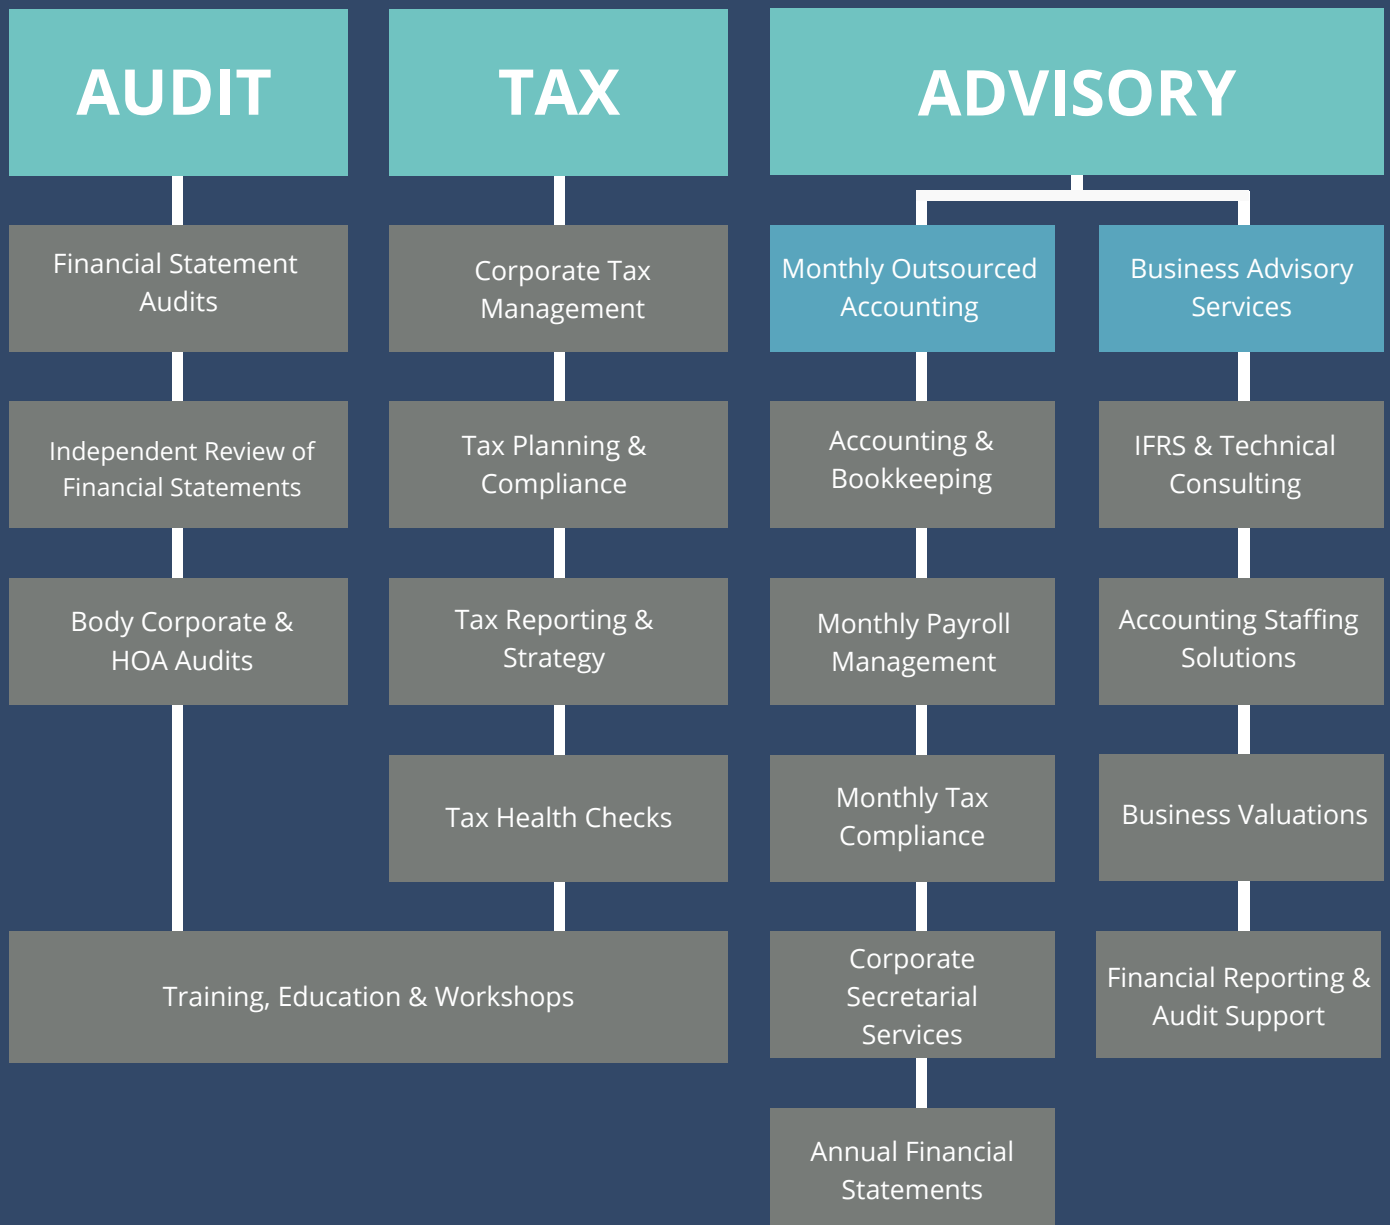 AUDIT
TAX
ADVISORY
Financial Statement
Audits
Corporate Tax
Management
Monthly Outsourced
Accounting
Business Advisory
Services
Independent Review of
Financial Statements
Tax Planning &
Compliance
Accounting &
Bookkeeping
IFRS & Technical
Consulting
Body Corporate &
HOA Audits
Tax Reporting &
Strategy
Monthly Payroll
Management
Accounting Staffing
Solutions
Tax Health Checks
Monthly Tax
Compliance
Business Valuations
Training, Education & Workshops
Corporate
Secretarial
Services
Financial Reporting &
Audit Support
Annual Financial
Statements